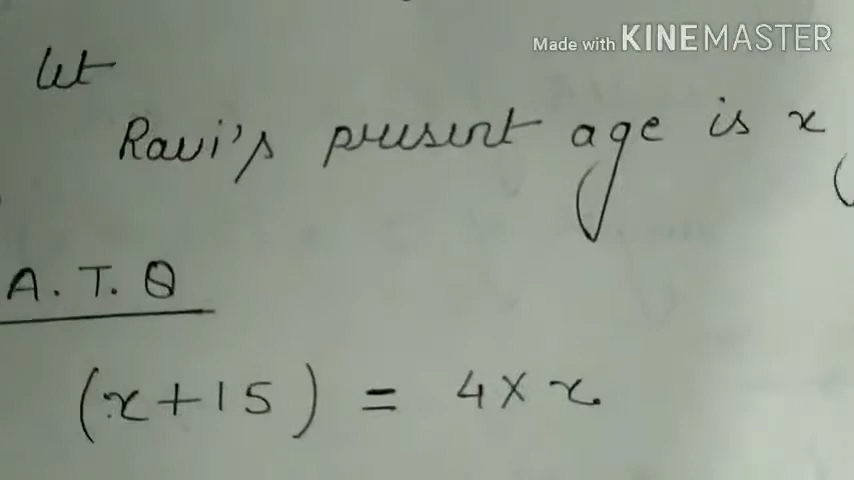 Made with KINEMASTER
let
Ravi's present age is x
A. T. Q
(x+15) = 4 × x